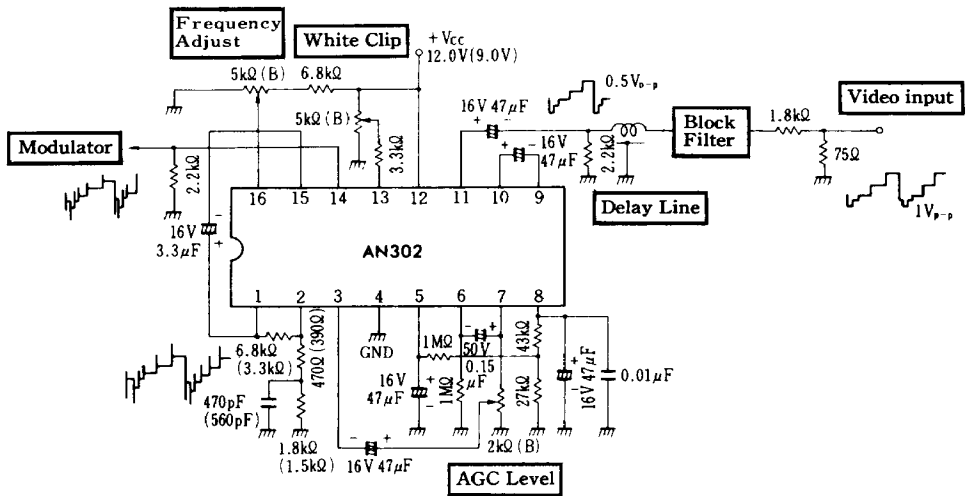 Frequency
Adjust
White Clip
+ Vcc
12.0V(9.0V)
5kΩ(B)
6.8kΩ
5kΩ(B)
3.3kΩ
16V 47μF
+
-
+
-
16V
47μF
0.5Vp-p
2.2kΩ
Delay Line
Block
Filter
1.8kΩ
Video input
75Ω
1Vp-p
Modulator
2.2kΩ
-
16V
+
3.3μF
16 15 14 13 12 11 10 9
AN302
1 2 3 4 5 6 7 8
6.8kΩ
(3.3kΩ)
470Ω(390Ω)
470pF
(560pF)
1.8kΩ
(1.5kΩ)
GND
1MΩ
16V
47μF
+
-
1MΩ
-
+
50V
0.15
μF
43kΩ
27kΩ
+
-
16V 47μF
0.01μF
-
+
16V 47μF
2kΩ(B)
AGC Level